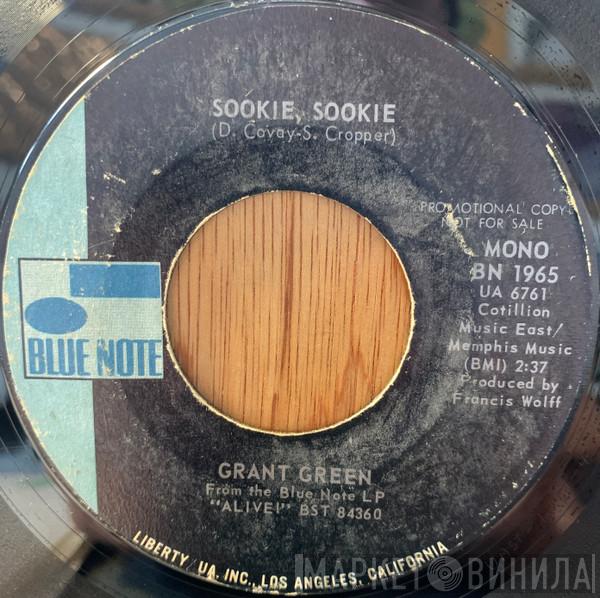 SOOKIE, SOOKIE
(D. Covay-S. Cropper)
PROMOTIONAL COPY
NOT FOR SALE
MONO
BN 1965
UA 6761
Cotillion
Music East/
Memphis Music
(BMI) 2:37
Produced by
Francis Wolff
BLUE NOTE
GRANT GREEN
From the Blue Note LP
"ALIVE!" BST 84360
LIBERTY/UA, INC., LOS ANGELES, CALIFORNIA
МАРКЕТ ВИНИЛА